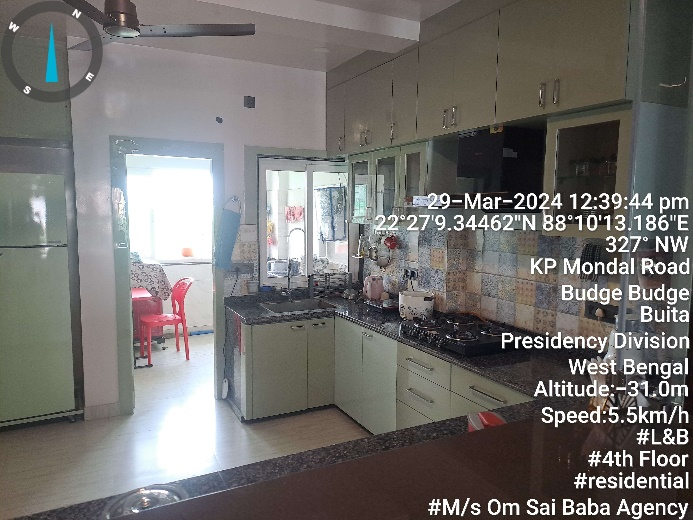 N
W
E
S
29-Mar-2024 12:39:44 pm
22°27'9.34462"N 88°10'13.186"E
327° NW
KP Mondal Road
Budge Budge
Buita
Presidency Division
West Bengal
Altitude:-31.0m
Speed:5.5km/h
#L&B
#4th Floor
#residential
#M/s Om Sai Baba Agency